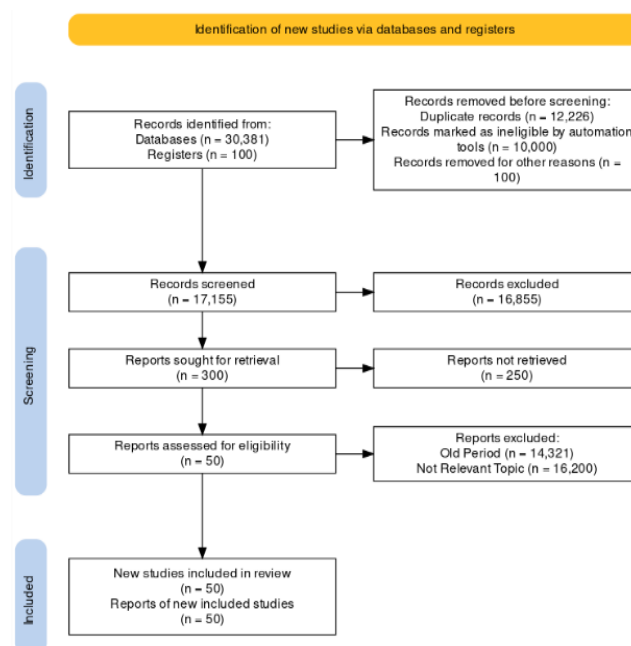 Identification of new studies via databases and registers
Identification
Records identified from:
Databases (n = 30,381)
Registers (n = 100)
Records removed before screening:
Duplicate records (n = 12,226)
Records marked as ineligible by automation
tools (n = 10,000)
Records removed for other reasons (n =
100)
Screening
Records screened
(n = 17,155)
Records excluded
(n = 16,855)
Reports sought for retrieval
(n = 300)
Reports not retrieved
(n = 250)
Reports assessed for eligibility
(n = 50)
Reports excluded:
Old Period (n = 14,321)
Not Relevant Topic (n = 16,200)
Included
New studies included in review
(n = 50)
Reports of new included studies
(n = 50)